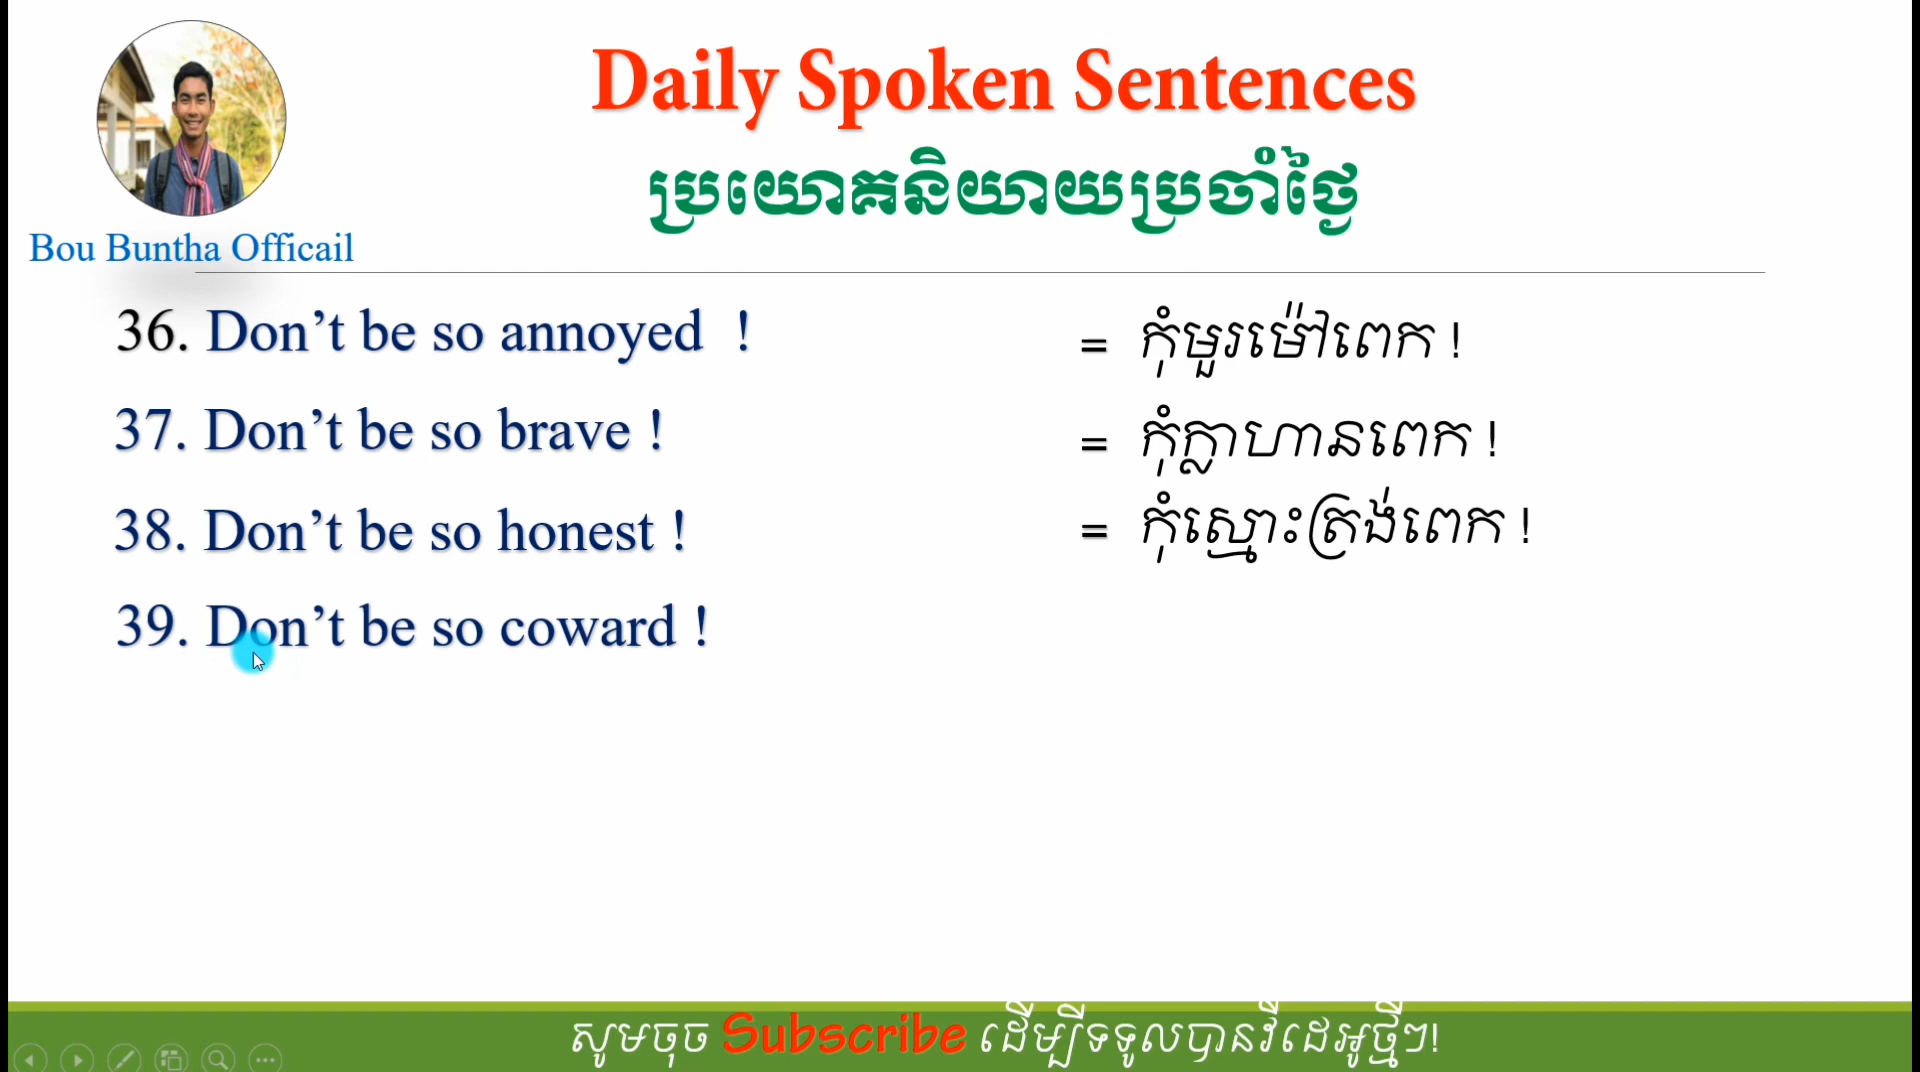 Daily Spoken Sentences
ប្រយោគនិយាយប្រចាំថ្ងៃ
Bou Buntha Officail
36. Don’t be so annoyed !
= កុំមួរម៉ៅពេក !
37. Don’t be so brave !
= កុំក្លាហានពេក !
38. Don’t be so honest !
= កុំស្មោះត្រង់ពេក !
39. Don’t be so coward !
សូមចុច Subscribe ដើម្បីទទូលបានវីដេអូថ្មីៗ!